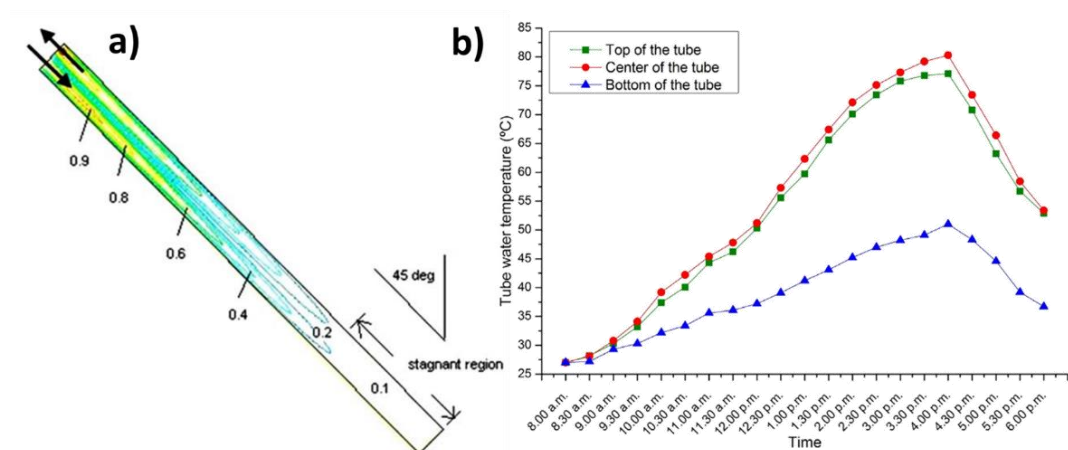 a)
0.9
0.8
0.6
0.4
0.2
0.1
45 deg
stagnant region
b)
Top of the tube
Center of the tube
Bottom of the tube
Tube water temperature (ºC)
85
80
75
70
65
60
55
50
45
40
35
30
25
8.00 a.m.
8.30 a.m.
9.00 a.m.
9.30 a.m.
10.00 a.m.
10.30 a.m.
11.00 a.m.
11.30 a.m.
12.00 p.m.
12.30 p.m.
1.00 p.m.
1.30 p.m.
2.00 p.m.
2.30 p.m.
3.00 p.m.
3.30 p.m.
4.00 p.m.
4.30 p.m.
5.00 p.m.
5.30 p.m.
6.00 p.m.
Time